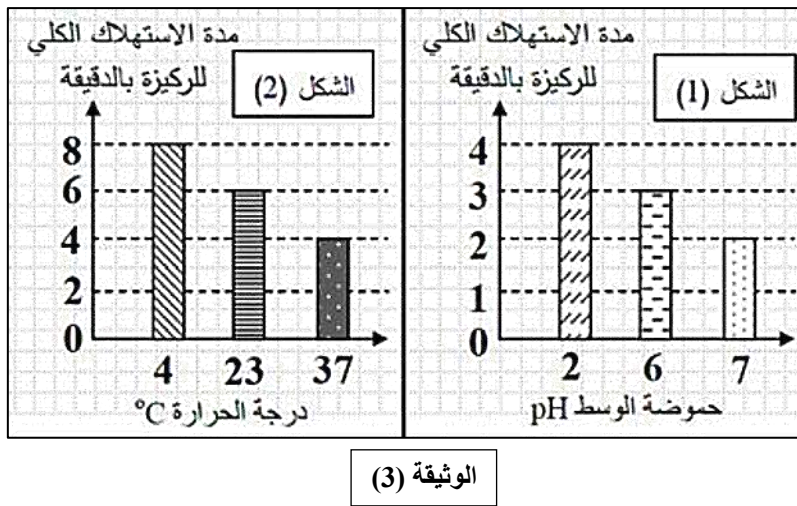 مدة الاستهلاك الكلي
للركيزة بالدقيقة
الشكل (1)
4
3
2
1
0
2 6 7
حموضة الوسط pH
مدة الاستهلاك الكلي
للركيزة بالدقيقة
الشكل (2)
8
6
4
2
0
4 23 37
درجة الحرارة °C
الوثيقة (3)